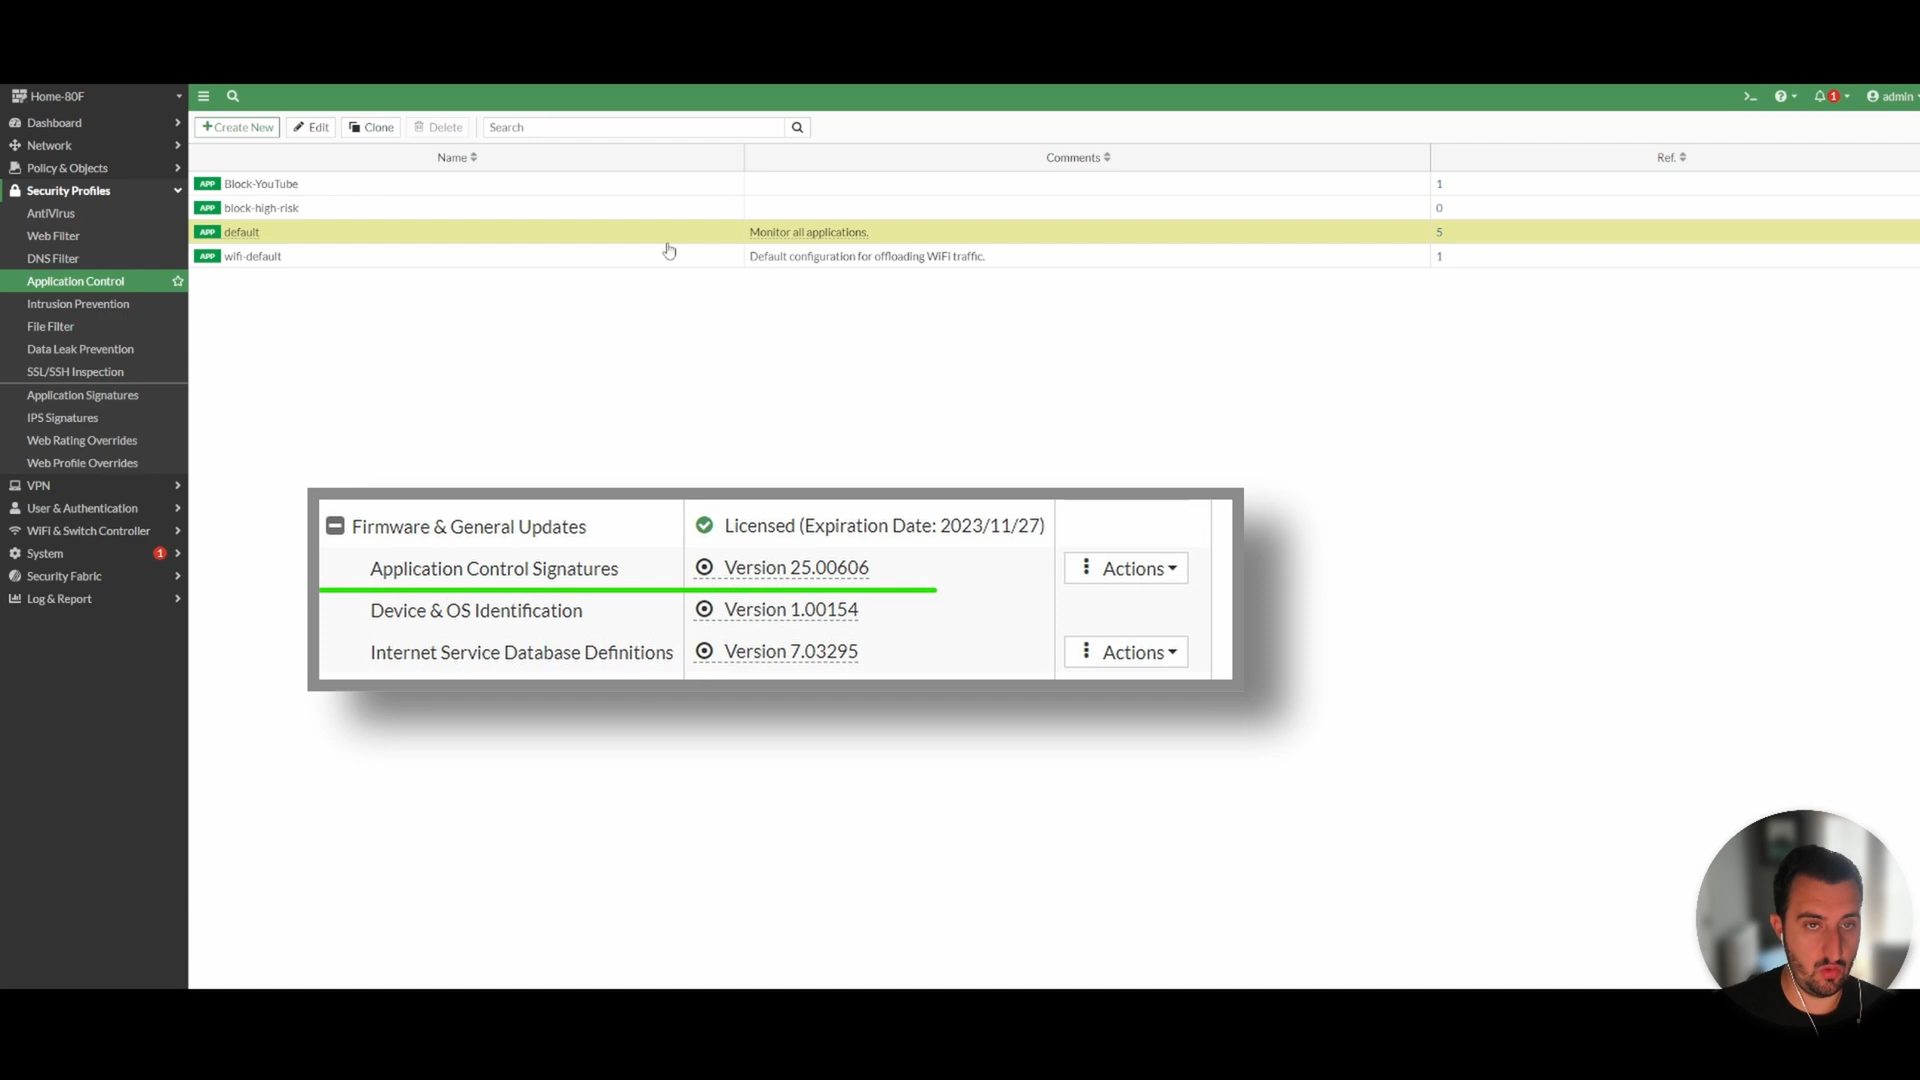 Home-80F
>_
1
admin
Dashboard
Network
Policy & Objects
Security Profiles
AntiVirus
Web Filter
DNS Filter
Application Control
Intrusion Prevention
File Filter
Data Leak Prevention
SSL/SSH Inspection
Application Signatures
IPS Signatures
Web Rating Overrides
Web Profile Overrides
VPN
User & Authentication
WiFi & Switch Controller
System 1
Security Fabric
Log & Report
+Create New Edit Clone Delete Search
Name Comments Ref.
APP Block-YouTube 1
APP block-high-risk 0
APP default Monitor all applications. 5
APP wifi-default Default configuration for offloading WiFi traffic. 1
Firmware & General Updates Licensed (Expiration Date: 2023/11/27)
Application Control Signatures Version 25.00606 Actions
Device & OS Identification Version 1.00154
Internet Service Database Definitions Version 7.03295 Actions